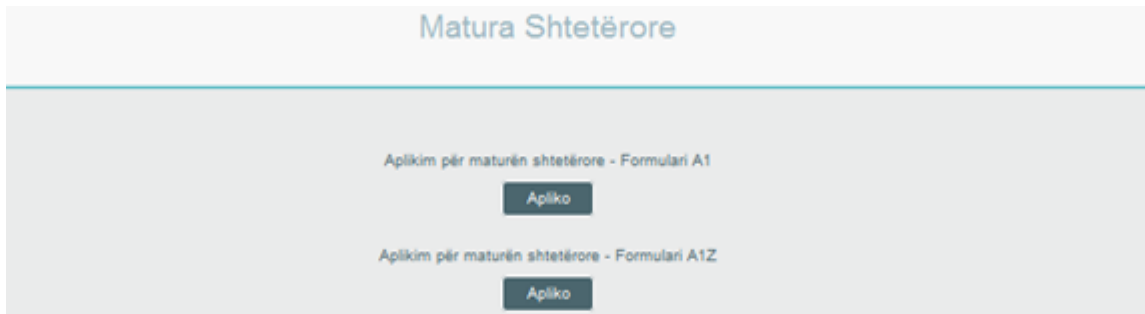 Matura Shtetërore
Aplikim për maturën shtetërore - Formulari A1
Apliko
Aplikim për maturën shtetërore - Formulari A1Z
Apliko